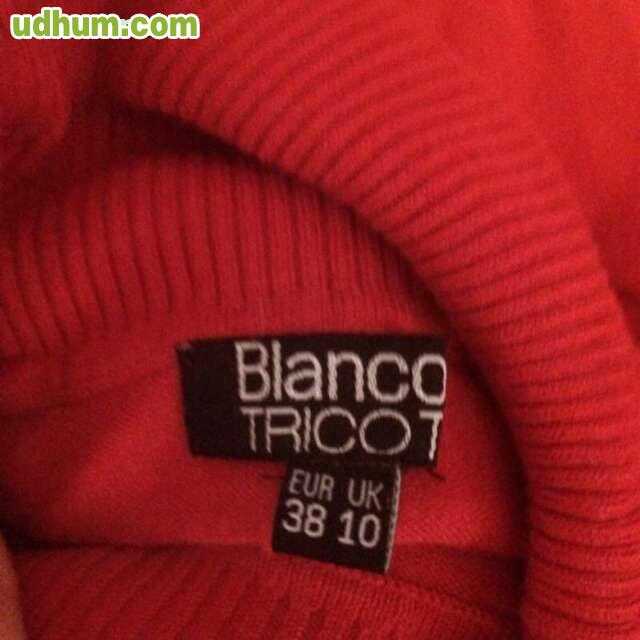 udhum.com
Blanco
TRICOT
EUR UK
38 10